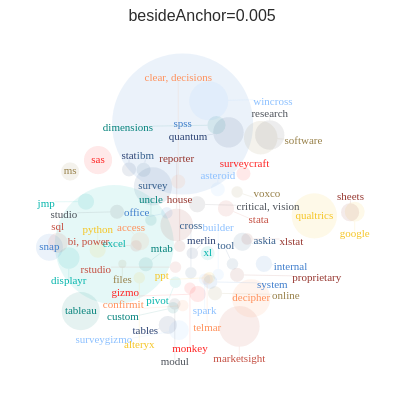 besideAnchor=0.005
clear, decisions
wincross
research
dimensions
spss
quantum
software
sas
statibm
reporter
surveycraft
ms
asteroid
survey
voxco
jmp
uncle
house
sheets
studio
office
critical, vision
qualtrics
sql
python
access
cross
builder
stata
google
snap
bi, power
excel
mtab
merlin
tool
askia
xlstat
displayr
xl
rstudio
internal
files
ppt
proprietary
system
gizmo
decipher
online
confirmit
pivot
tableau
custom
spark
telmar
tables
surveygizmo
alteryx
monkey
modul
marketsight